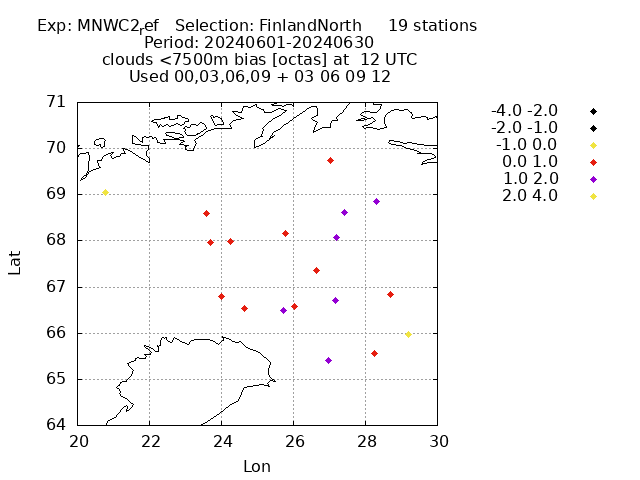 Exp: MNWC2ref Selection: FinlandNorth 19 stations
Period: 20240601-20240630
clouds <7500m bias [octas] at 12 UTC
Used 00,03,06,09 + 03 06 09 12
-4.0 -2.0
-2.0 -1.0
-1.0 0.0
0.0 1.0
1.0 2.0
2.0 4.0
71
70
69
68
67
66
65
64
Lat
20 22 24 26 28 30
Lon